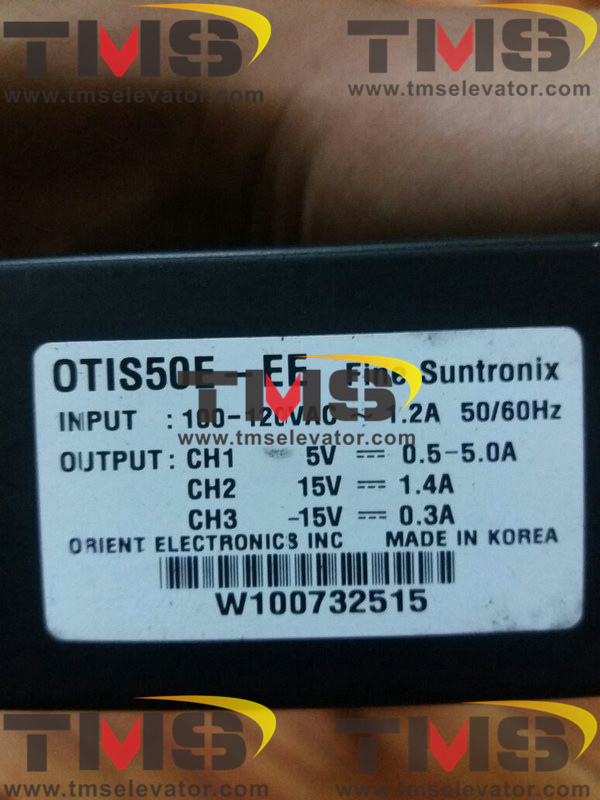 TMS TMS
www.tmselevator.com www.tmselevator.com
OTIS50E-EE Fine Suntronix
TMS
INPUT : 100-120VAC ~ 1.2A 50/60Hz
www.tmselevator.com
OUTPUT : CH1 5V ⎓ 0.5-5.0A
CH2 15V ⎓ 1.4A
CH3 -15V ⎓ 0.3A
ORIENT ELECTRONICS INC MADE IN KOREA
W100732515
TMS TMS
www.tmselevator.com www.tmselevator.com